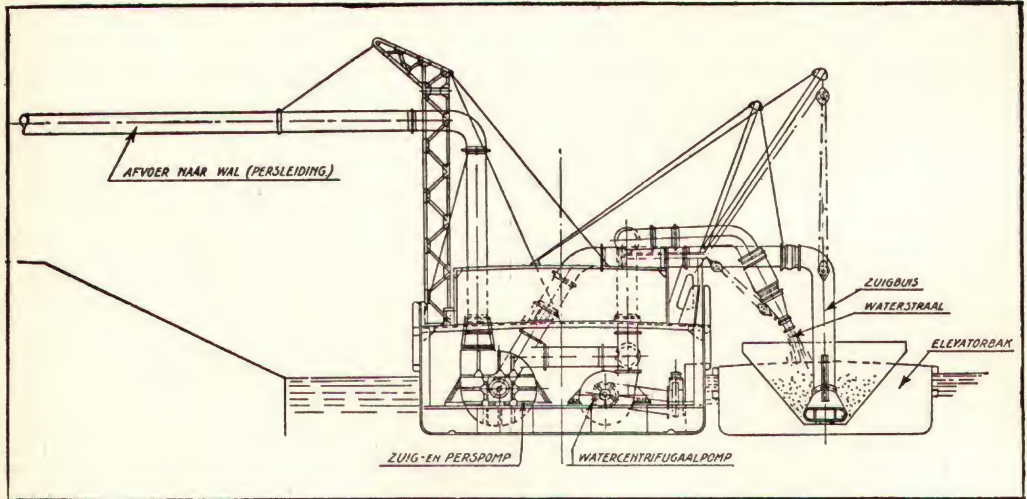 AFVOER NAAR WAL (PERSLEIDING)
ZUIGBUIS
WATERSTRAAL
ELEVATORBAK
ZUIG-EN PERSPOMP
WATERCENTRIFUGAALPOMP